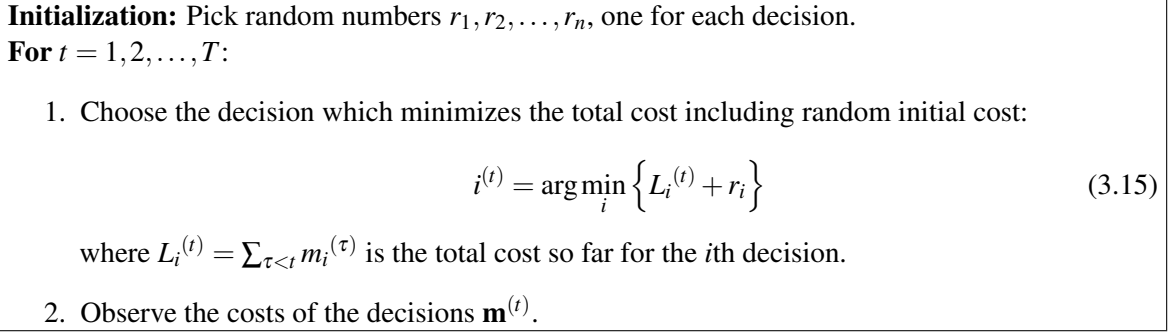 Initialization: Pick random numbers r₁, r₂, . . . , rₙ, one for each decision.
For t = 1, 2, . . . , T:
1. Choose the decision which minimizes the total cost including random initial cost:
i⁽ᵗ⁾ = arg min_i { L_i⁽ᵗ⁾ + r_i } (3.15)
where L_i⁽ᵗ⁾ = ∑_{τ<t} m_i^{(τ)} is the total cost so far for the ith decision.
2. Observe the costs of the decisions m⁽ᵗ⁾.